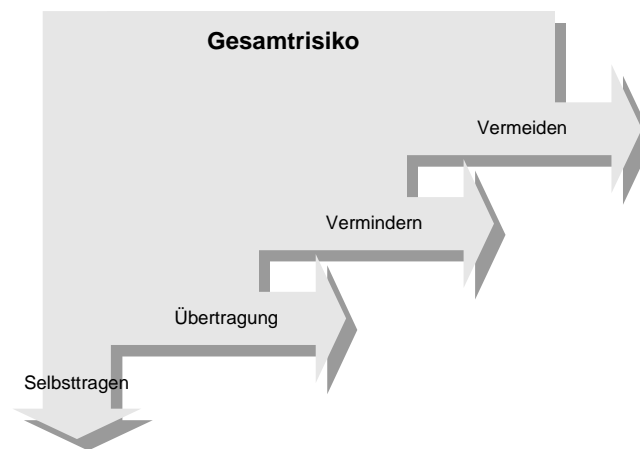 Gesamtrisiko
Vermeiden
Vermindern
Übertragung
Selbsttragen